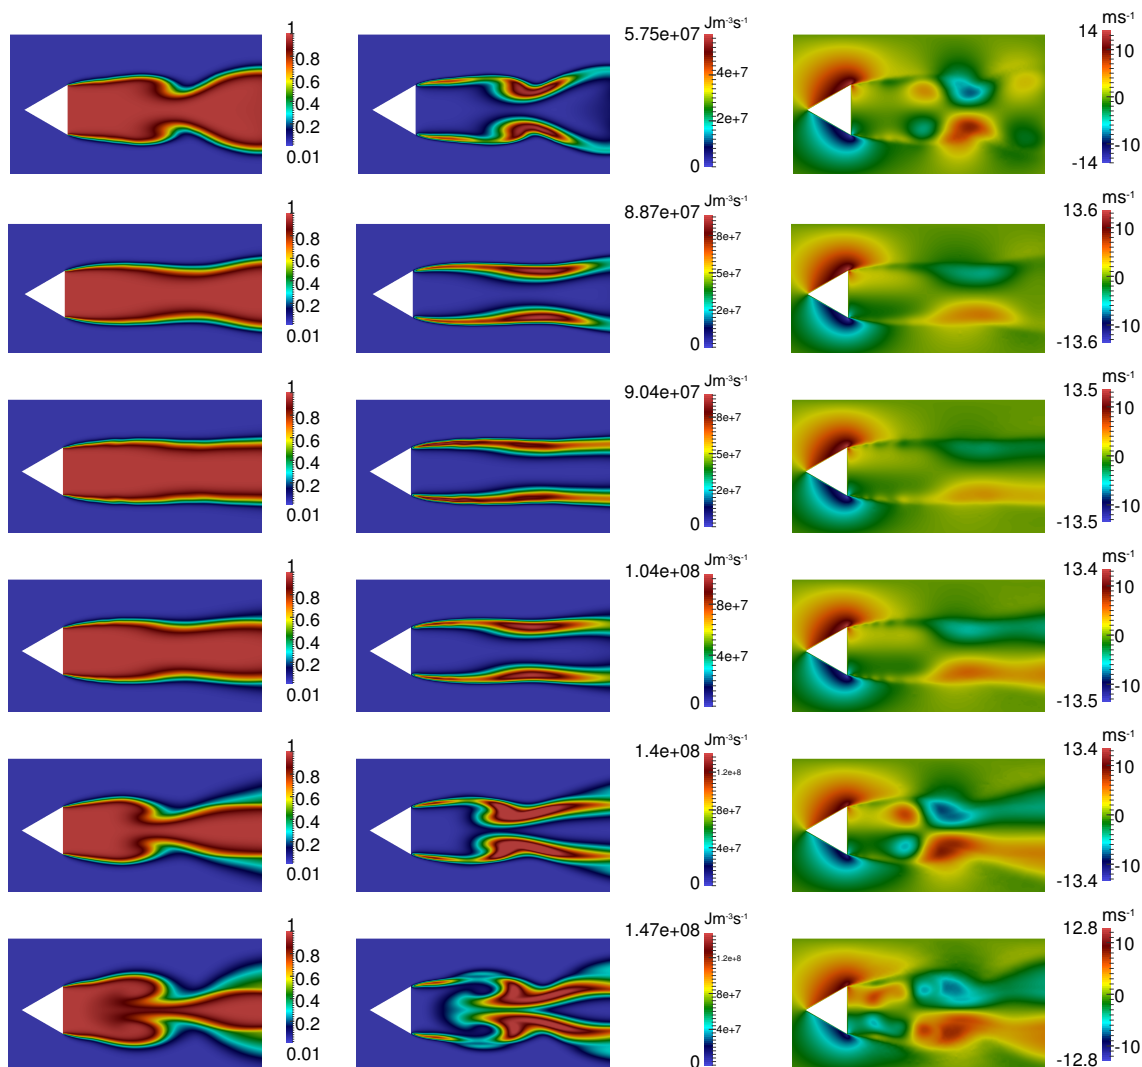 1
0.8
0.6
0.4
0.2
0.01
Jm⁻³s⁻¹
5.75e+07
4e+7
2e+7
0
ms⁻¹
14
10
0
-10
-14
1
0.8
0.6
0.4
0.2
0.01
Jm⁻³s⁻¹
8.87e+07
8e+7
5e+7
2e+7
0
ms⁻¹
13.6
10
0
-10
-13.6
1
0.8
0.6
0.4
0.2
0.01
Jm⁻³s⁻¹
9.04e+07
8e+7
5e+7
2e+7
0
ms⁻¹
13.5
10
0
-10
-13.5
1
0.8
0.6
0.4
0.2
0.01
Jm⁻³s⁻¹
1.04e+08
8e+7
4e+7
0
ms⁻¹
13.4
10
0
-10
-13.5
1
0.8
0.6
0.4
0.2
0.01
Jm⁻³s⁻¹
1.4e+08
1.2e+8
8e+7
4e+7
0
ms⁻¹
13.4
10
0
-10
-13.4
1
0.8
0.6
0.4
0.2
0.01
Jm⁻³s⁻¹
1.47e+08
1.2e+8
8e+7
4e+7
0
ms⁻¹
12.8
10
0
-10
-12.8